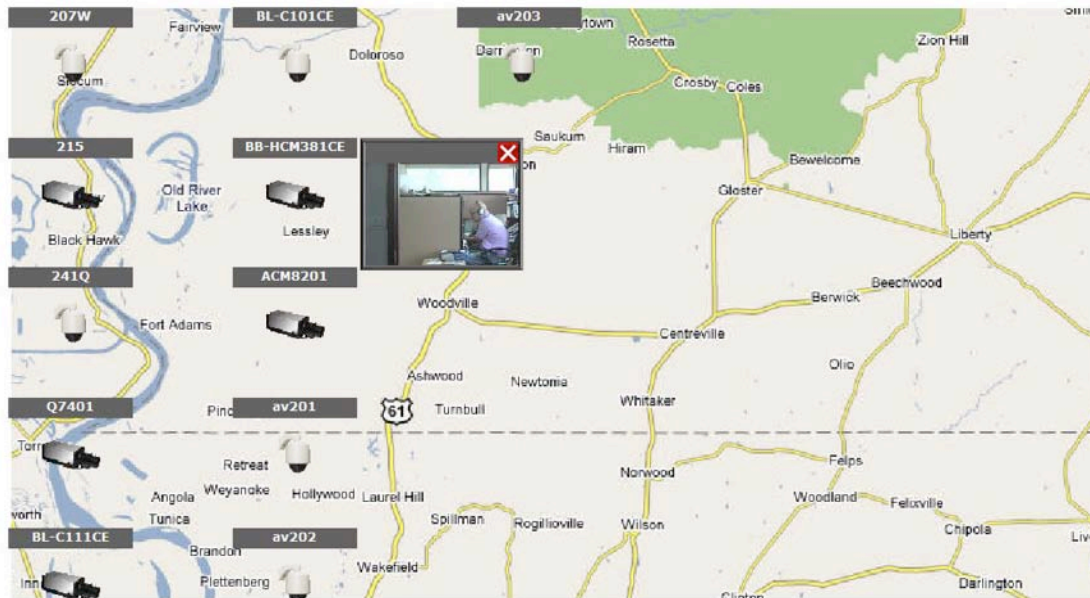 207W
BL-C101CE
av203
Fairview
Doloroso
Rosetta
Zion Hill
Crosby
Coles
215
BB-HCM381CE
Saukum
Hiram
Bewelcome
Old River
Lake
Gloster
Lessley
Black Hawk
Liberty
241Q
ACM8201
Beechwood
Woodville
Berwick
Fort Adams
Centreville
Olio
Ashwood
Newtonia
Whitaker
Q7401
av201
61
Turnbull
Retreat
Norwood
Felps
Angola
Weyanoke
Hollywood
Laurel Hill
Woodland
Felixville
Tunica
Spillman
Rogillioville
Wilson
Chipola
BL-C111CE
av202
Brandon
Wakefield
Plettenberg
Darlington